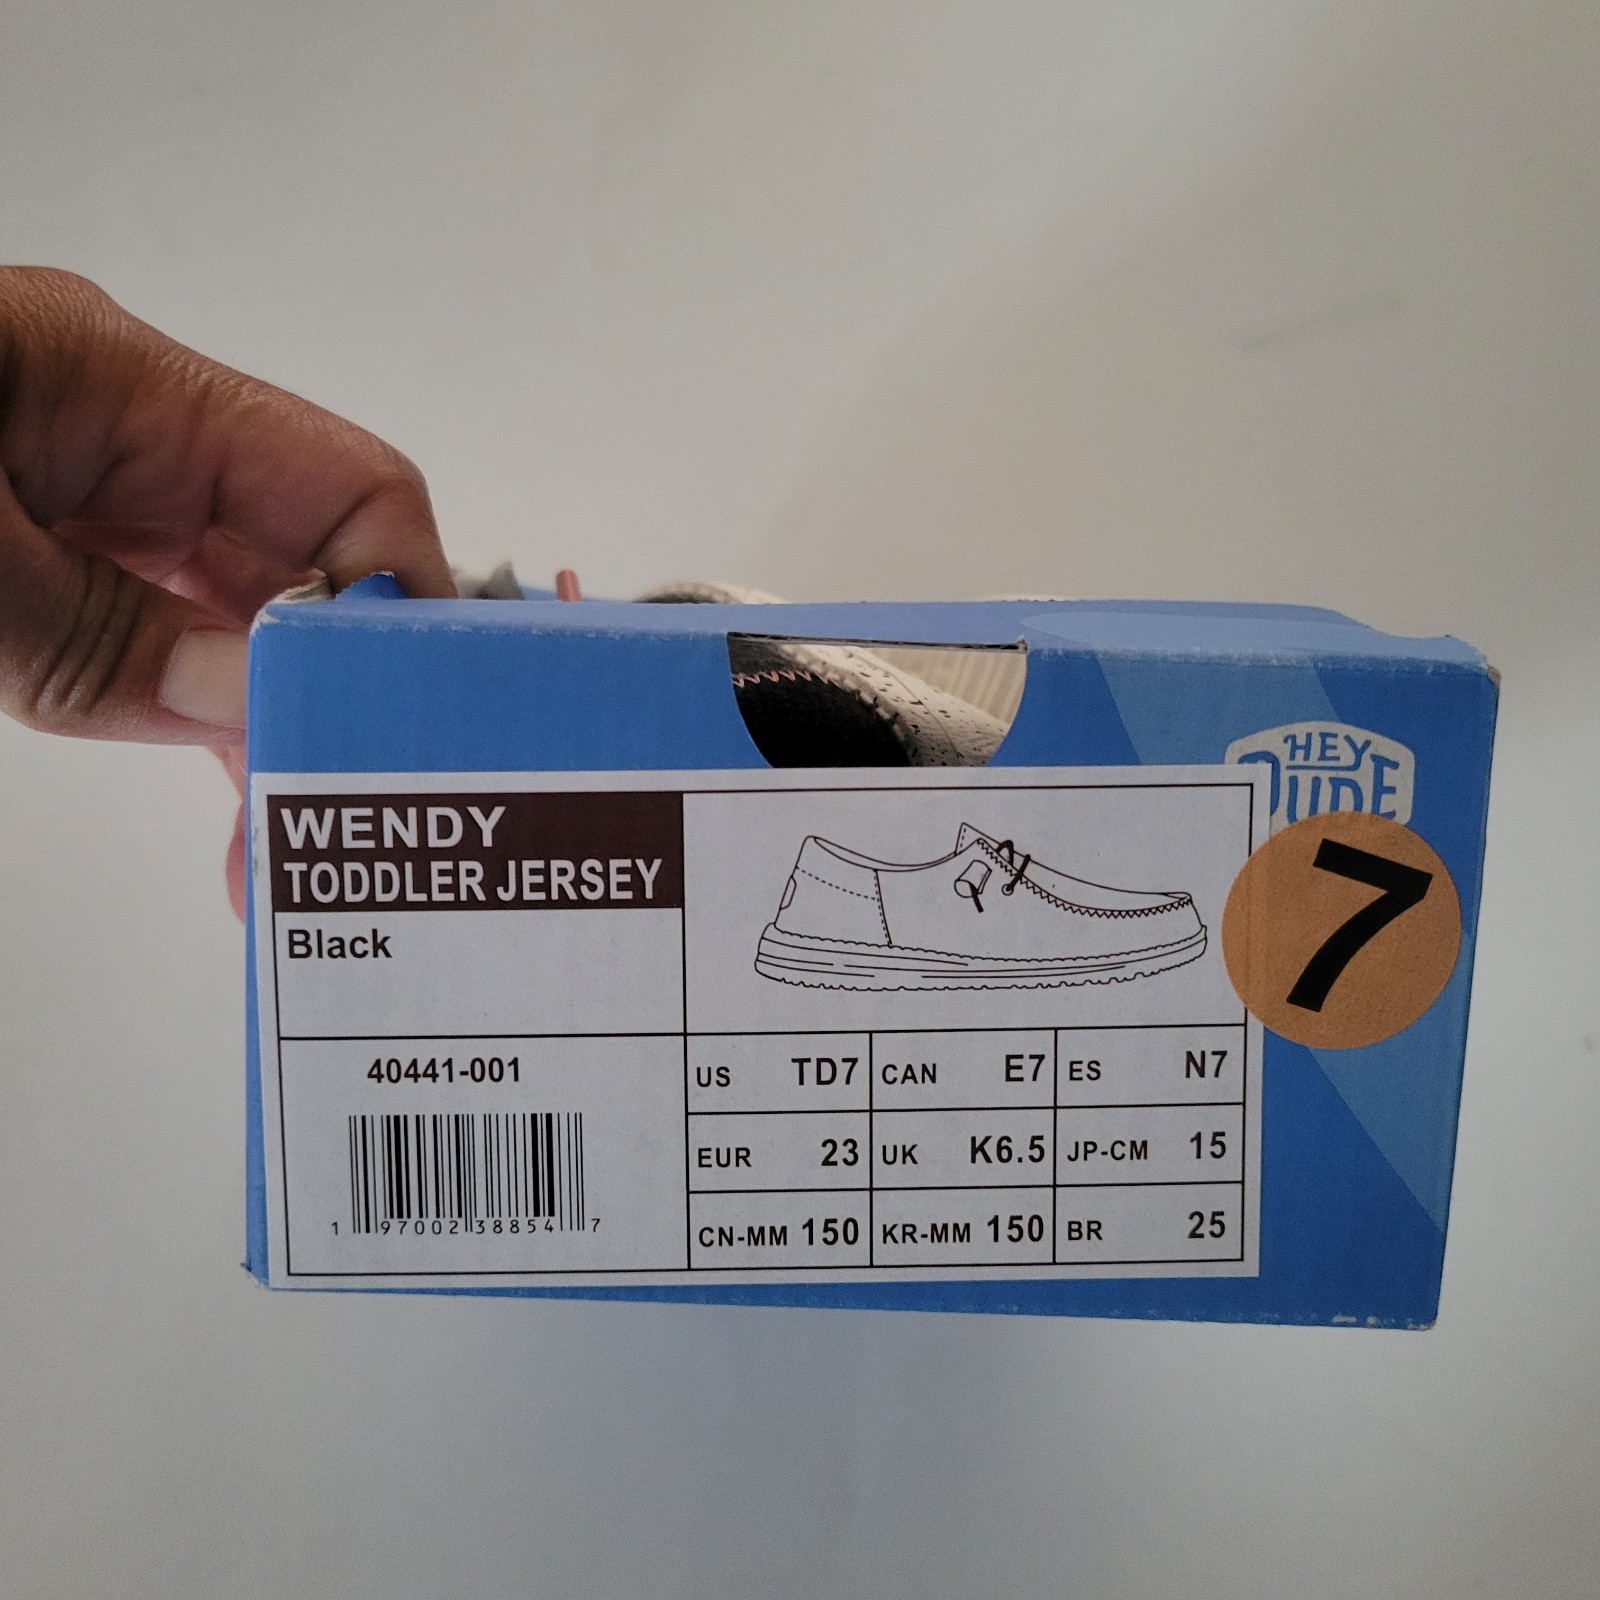 HEY
DUDE
7
WENDY
TODDLER JERSEY
Black
40441-001
1 97002 38854 7
US TD7 CAN E7 ES N7
EUR 23 UK K6.5 JP-CM 15
CN-MM 150 KR-MM 150 BR 25